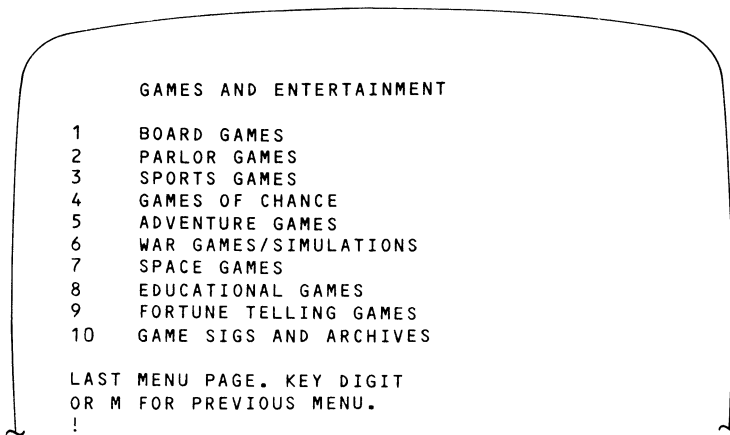 GAMES AND ENTERTAINMENT
1 BOARD GAMES
2 PARLOR GAMES
3 SPORTS GAMES
4 GAMES OF CHANCE
5 ADVENTURE GAMES
6 WAR GAMES/SIMULATIONS
7 SPACE GAMES
8 EDUCATIONAL GAMES
9 FORTUNE TELLING GAMES
10 GAME SIGS AND ARCHIVES
LAST MENU PAGE. KEY DIGIT
OR M FOR PREVIOUS MENU.
!